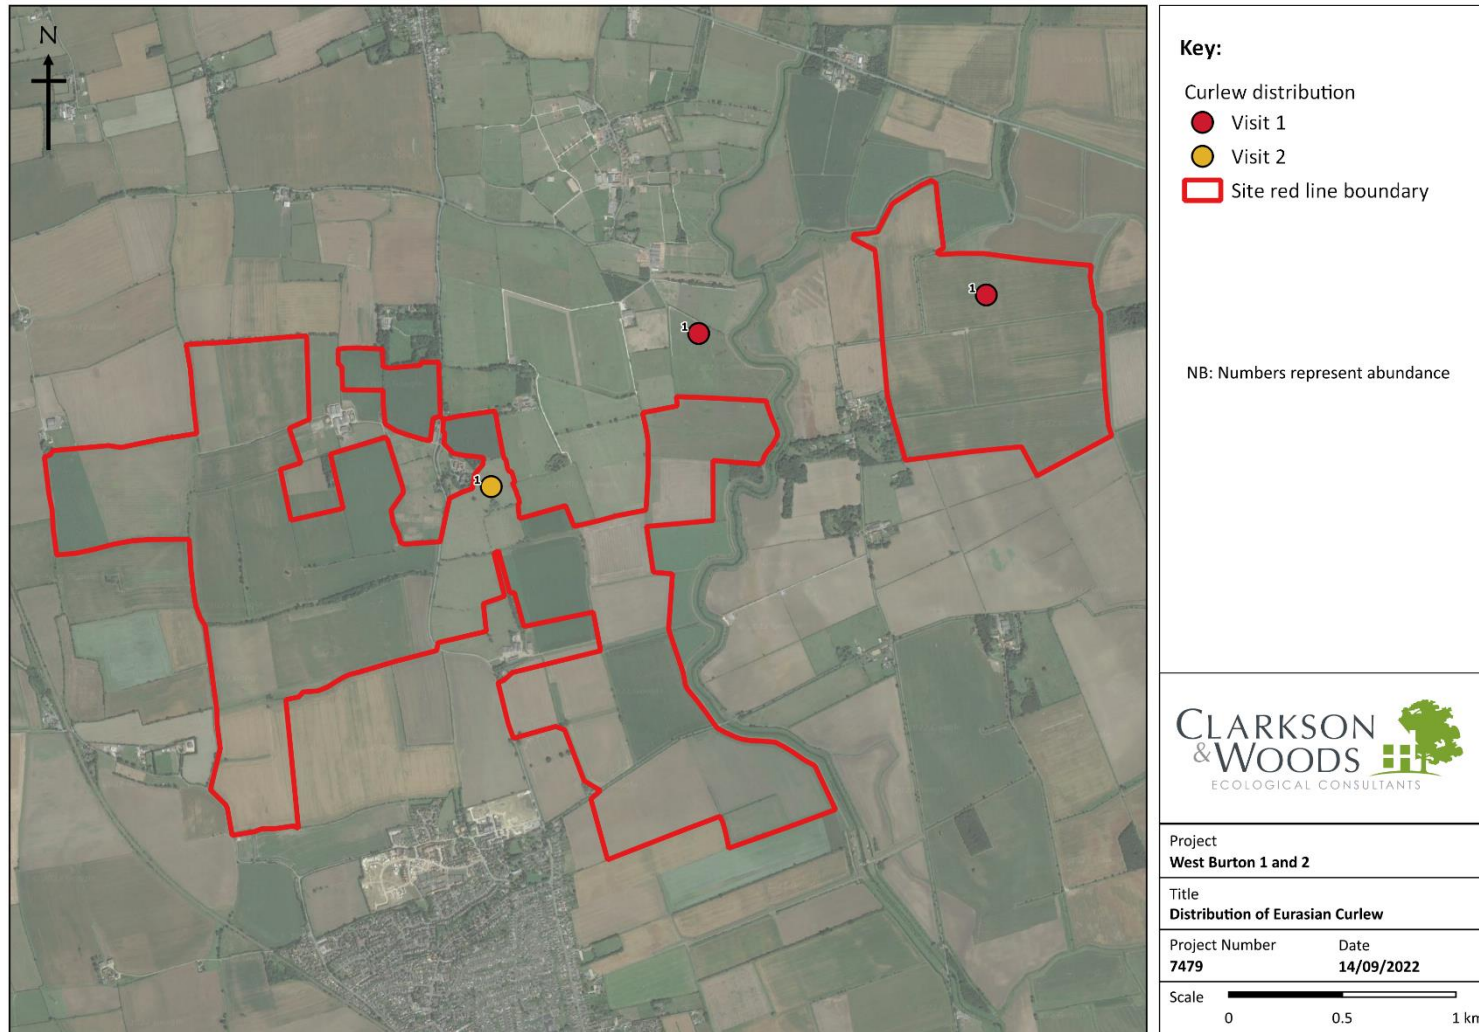 N
1
1
1
Key:
Curlew distribution
Visit 1
Visit 2
Site red line boundary
NB: Numbers represent abundance
CLARKSON
& WOODS
ECOLOGICAL CONSULTANTS
Project
West Burton 1 and 2
Title
Distribution of Eurasian Curlew
Project Number Date
7479 14/09/2022
Scale
0 0.5 1 km